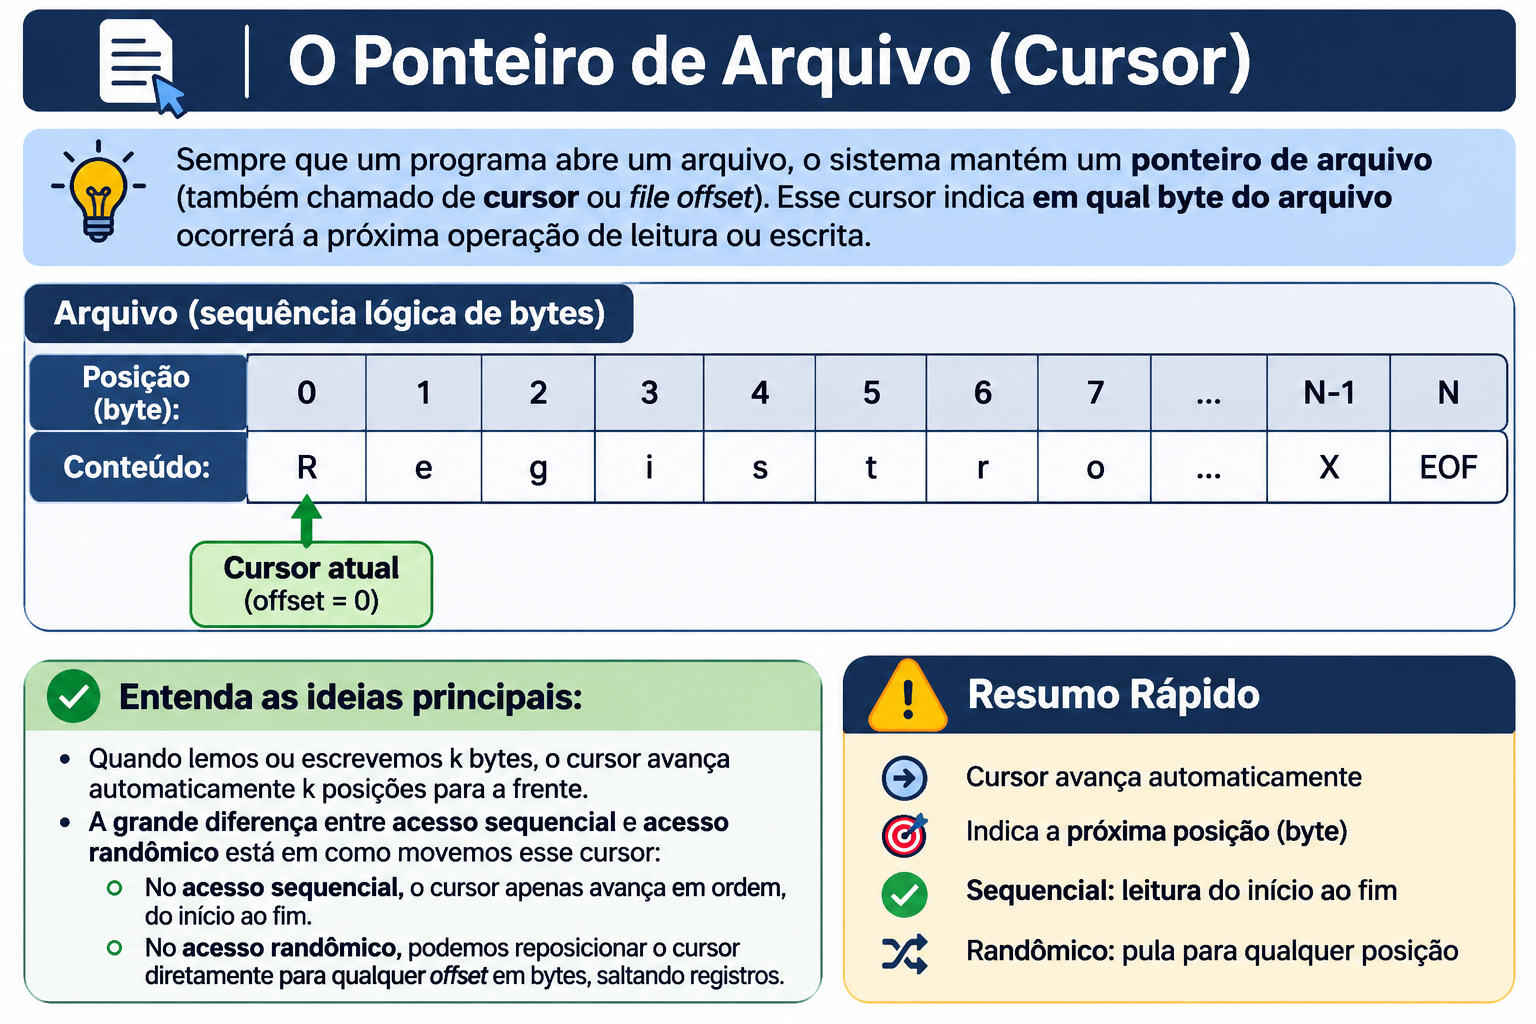 O Ponteiro de Arquivo (Cursor)
Sempre que um programa abre um arquivo, o sistema mantém um ponteiro de arquivo
(também chamado de cursor ou file offset). Esse cursor indica em qual byte do arquivo
ocorrerá a próxima operação de leitura ou escrita.
Arquivo (sequência lógica de bytes)
Posição (byte): 0 1 2 3 4 5 6 7 ... N-1 N
Conteúdo: R e g i s t r o ... X EOF
Cursor atual
(offset = 0)
Entenda as ideias principais:
• Quando lemos ou escrevemos k bytes, o cursor avança
automaticamente k posições para a frente.
• A grande diferença entre acesso sequencial e acesso
randômico está em como movemos esse cursor:
No acesso sequencial, o cursor apenas avança em ordem,
do início ao fim.
No acesso randômico, podemos reposicionar o cursor
diretamente para qualquer offset em bytes, saltando registros.
Resumo Rápido
Cursor avança automaticamente
Indica a próxima posição (byte)
Sequencial: leitura do início ao fim
Randômico: pula para qualquer posição